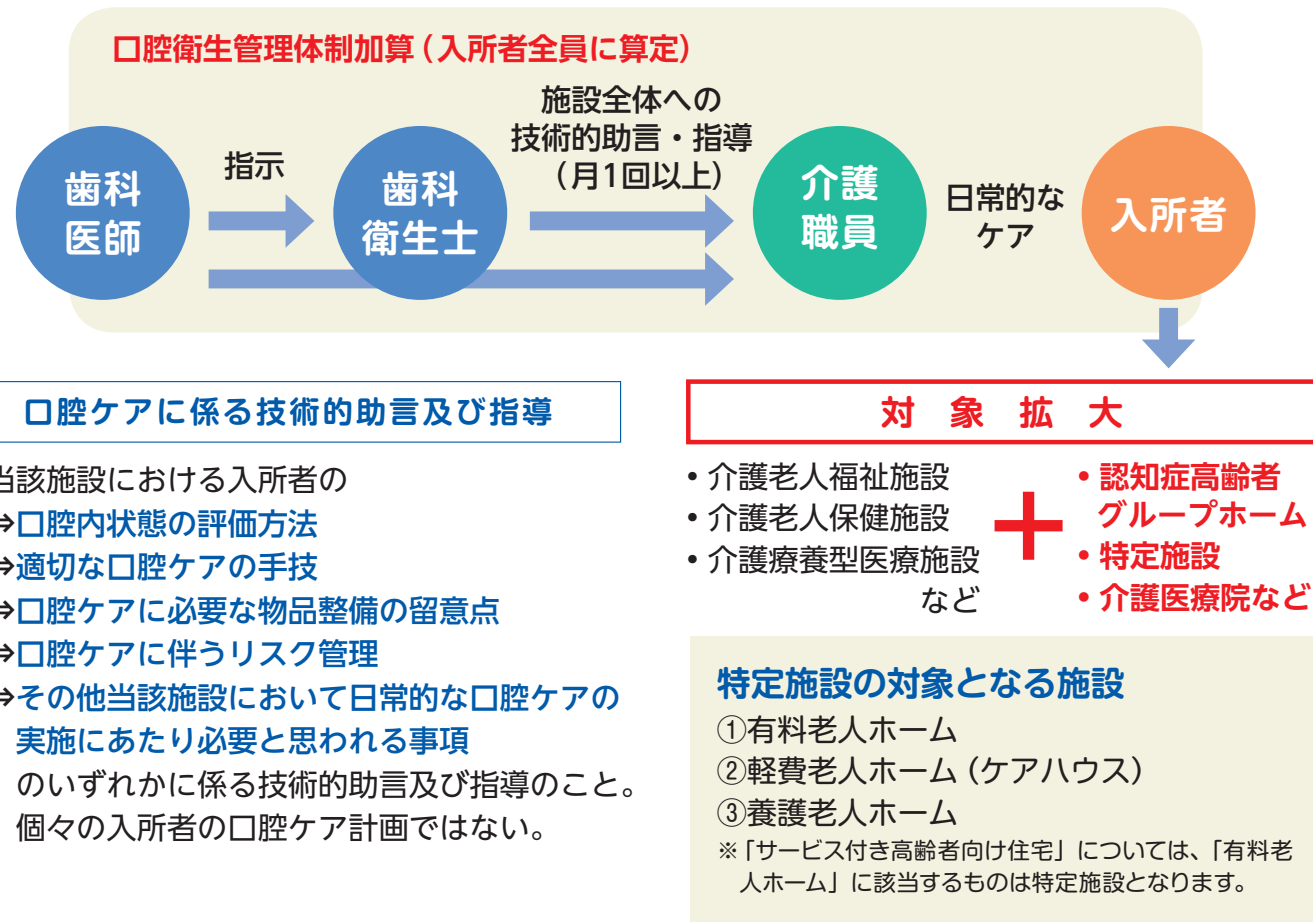 口腔衛生管理体制加算（入所者全員に算定）
歯科
医師
指示
歯科
衛生士
施設全体への
技術的助言・指導
（月1回以上）
介護
職員
日常的な
ケア
入所者
口腔ケアに係る技術的助言及び指導
当該施設における入所者の
⇒口腔内状態の評価方法
⇒適切な口腔ケアの手技
⇒口腔ケアに必要な物品整備の留意点
⇒口腔ケアに伴うリスク管理
⇒その他当該施設において日常的な口腔ケアの
実施にあたり必要と思われる事項
のいずれかに係る技術的助言及び指導のこと。
個々の入所者の口腔ケア計画ではない。
対象拡大
・介護老人福祉施設
・介護老人保健施設
・介護療養型医療施設
など
＋
・認知症高齢者
グループホーム
・特定施設
・介護医療院など
特定施設の対象となる施設
①有料老人ホーム
②軽費老人ホーム（ケアハウス）
③養護老人ホーム
※「サービス付き高齢者向け住宅」については、「有料老
人ホーム」に該当するものは特定施設となります。